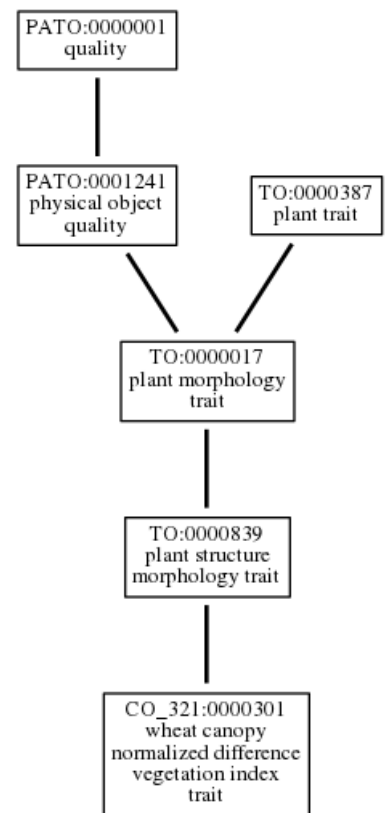 PATO:0000001
quality
PATO:0001241
physical object
quality
TO:0000387
plant trait
TO:0000017
plant morphology
trait
TO:0000839
plant structure
morphology trait
CO_321:0000301
wheat canopy
normalized difference
vegetation index
trait